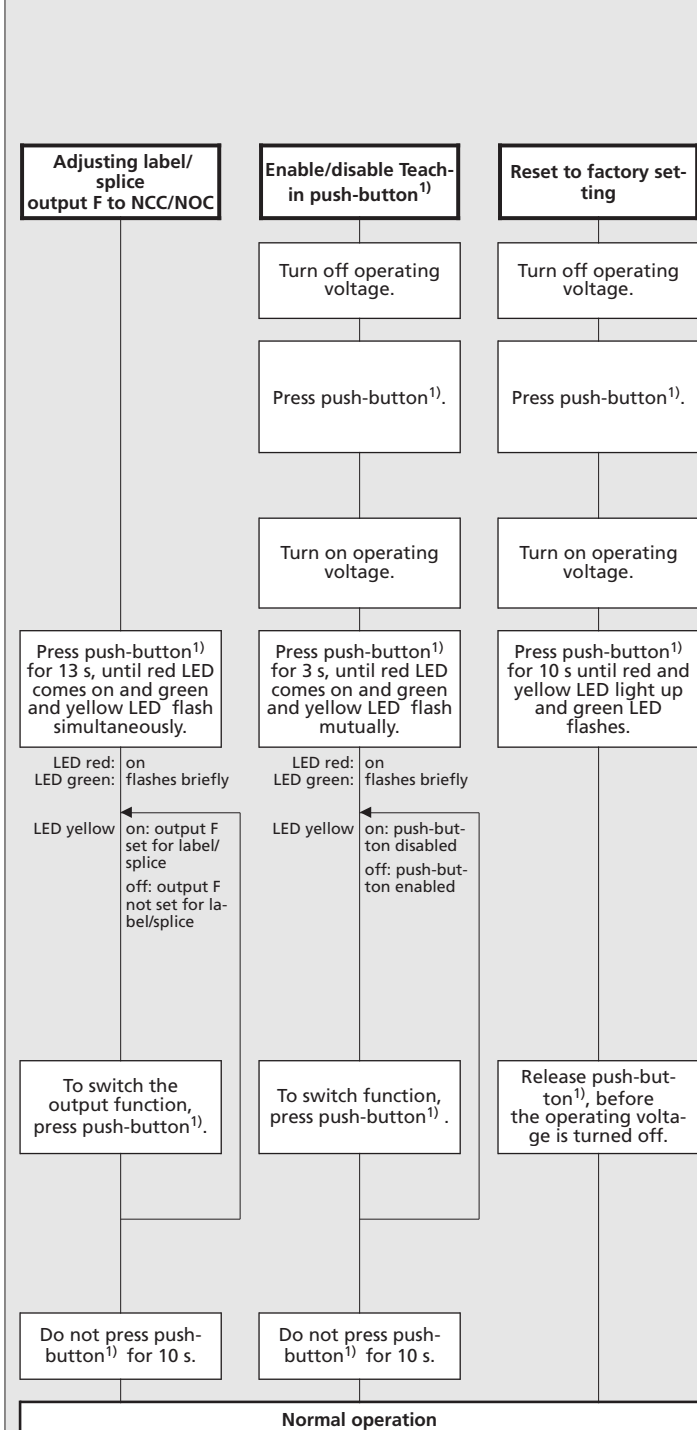 Adjusting label/
splice
output F to NCC/NOC
Press push-button1)
for 13 s, until red LED
comes on and green
and yellow LED flash
simultaneously.
LED red: on
LED green: flashes briefly
LED yellow on: output F
set for label/
splice
off: output F
not set for la-
bel/splice
To switch the
output function,
press push-button1).
Do not press push-
button1) for 10 s.
Enable/disable Teach-
in push-button1)
Turn off operating
voltage.
Press push-button1).
Turn on operating
voltage.
Press push-button1)
for 3 s, until red LED
comes on and green
and yellow LED flash
mutually.
LED red: on
LED green: flashes briefly
LED yellow on: push-but-
ton disabled
off: push-but-
ton enabled
To switch function,
press push-button1) .
Do not press push-
button1) for 10 s.
Reset to factory set-
ting
Turn off operating
voltage.
Press push-button1).
Turn on operating
voltage.
Press push-button1)
for 10 s until red and
yellow LED light up
and green LED
flashes.
Release push-but-
ton1), before
the operating volta-
ge is turned off.
Normal operation